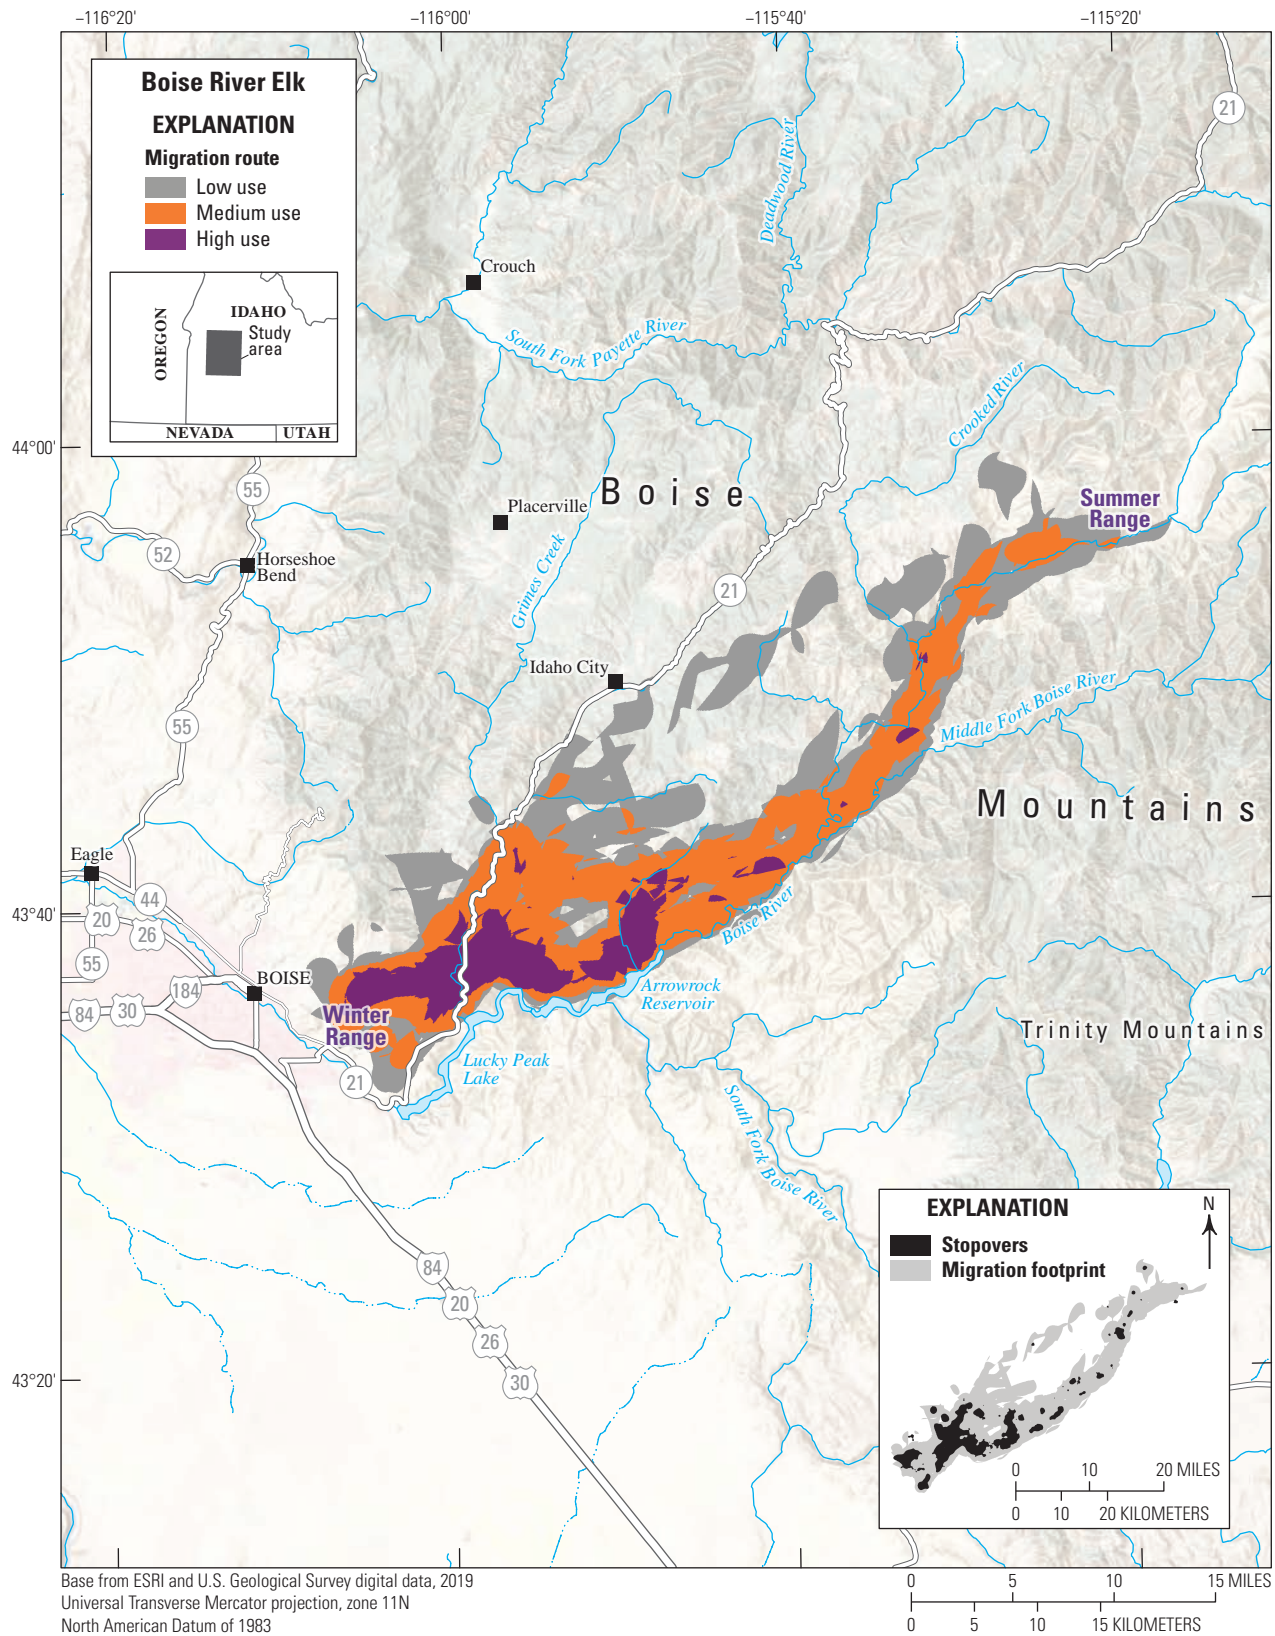 −116°20'
−116°00'
−115°40'
−115°20'
Boise River Elk
EXPLANATION
Migration route
Low use
Medium use
High use
OREGON
IDAHO
Study
area
NEVADA
UTAH
21
Deadwood River
Crouch
South Fork Payette River
Crooked River
44°00'
55
Boise
Summer
Range
Placerville
52
Horseshoe
Bend
Grimes Creek
21
Idaho City
Middle Fork Boise River
55
Mountains
Eagle
44
43°40'
20
26
Boise River
55
BOISE
184
Arrowrock
Reservoir
84
30
Winter
Range
Trinity Mountains
Lucky Peak
Lake
21
South Fork Boise River
EXPLANATION
N
Stopovers
Migration footprint
84
20
26
30
43°20'
0 10 20 MILES
0 10 20 KILOMETERS
Base from ESRI and U.S. Geological Survey digital data, 2019
Universal Transverse Mercator projection, zone 11N
North American Datum of 1983
0 5 10 15 MILES
0 5 10 15 KILOMETERS